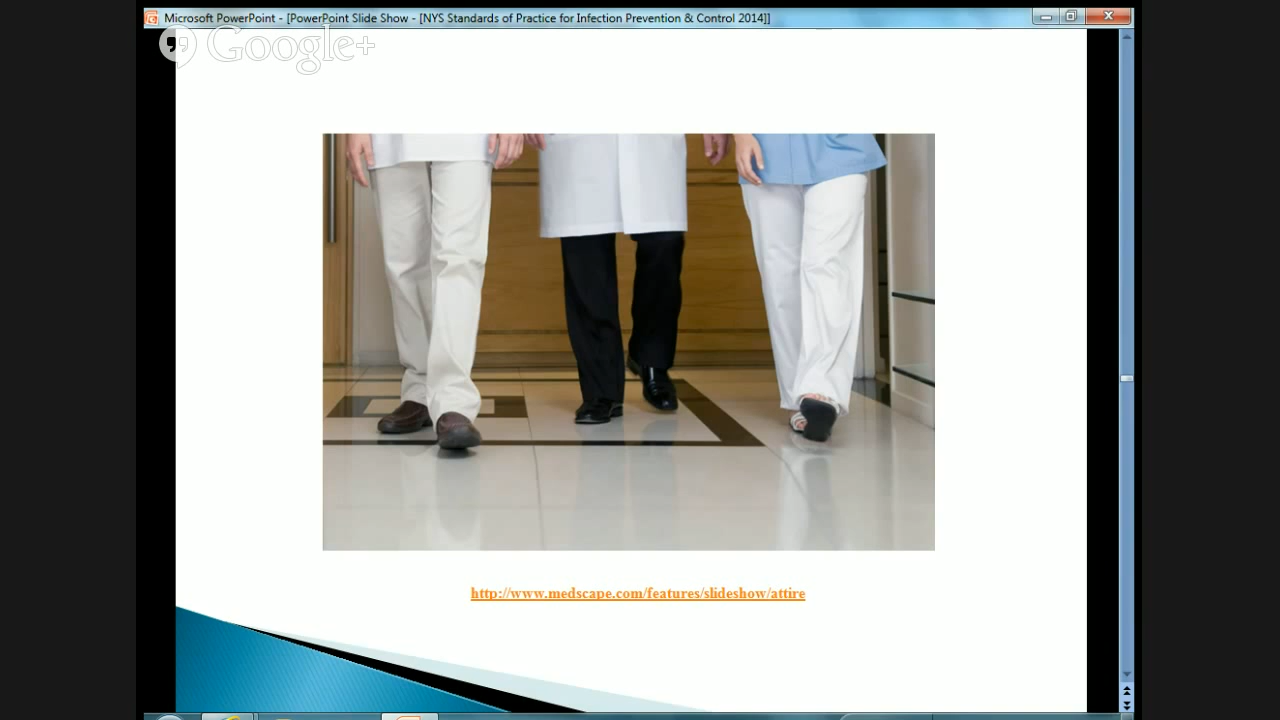 Microsoft PowerPoint - [PowerPoint Slide Show - [NYS Standards of Practice for Infection Prevention & Control 2014]]
Google+
http://www.medscape.com/features/slideshow/attire